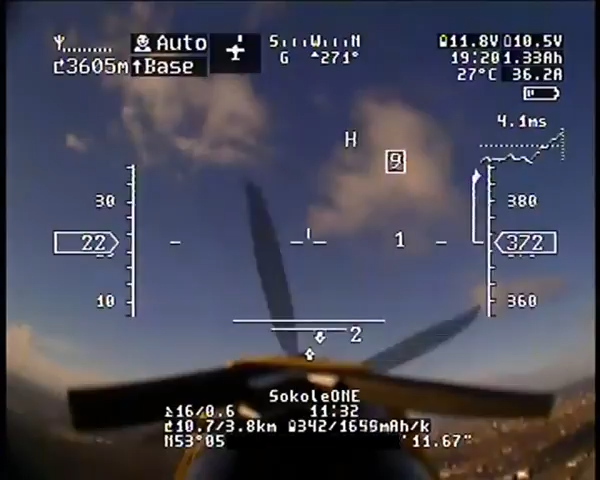 Auto S W N 11.8V 10.5V
3605m Base G 271° 19:20 1.33Ah
27°C 36.2A
4.1ms
H
9
30 380
22 1 372
10 360
2
SokoleONE
16/0.6 11:32
10.7/3.8km 342/1659mAh/k
N53°05 '11.67"